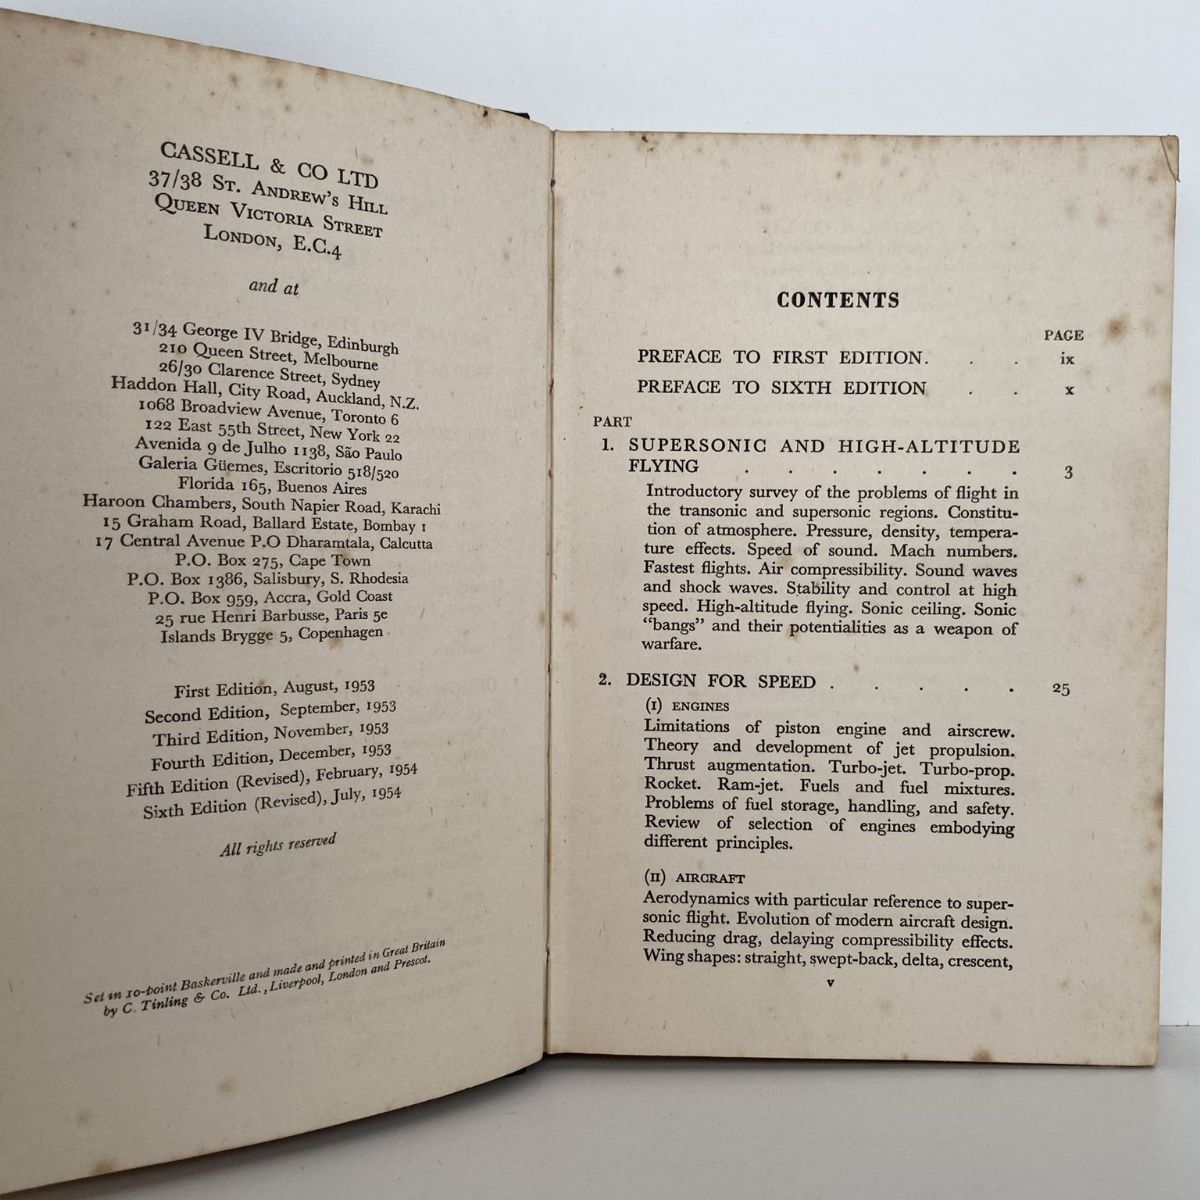 CASSELL & CO LTD
37/38 St. Andrew's Hill
Queen Victoria Street
London, E.C.4
and at
31/34 George IV Bridge, Edinburgh
210 Queen Street, Melbourne
26/30 Clarence Street, Sydney
Haddon Hall, City Road, Auckland, N.Z.
1068 Broadview Avenue, Toronto 6
122 East 55th Street, New York 22
Avenida 9 de Julho 1138, São Paulo
Galeria Güemes, Escritorio 518/520
Florida 165, Buenos Aires
Haroon Chambers, South Napier Road, Karachi
15 Graham Road, Ballard Estate, Bombay 1
17 Central Avenue P.O Dharamtala, Calcutta
P.O. Box 275, Cape Town
P.O. Box 1386, Salisbury, S. Rhodesia
P.O. Box 959, Accra, Gold Coast
25 rue Henri Barbusse, Paris 5e
Islands Brygge 5, Copenhagen
First Edition, August, 1953
Second Edition, September, 1953
Third Edition, November, 1953
Fourth Edition, December, 1953
Fifth Edition (Revised), February, 1954
Sixth Edition (Revised), July, 1954
All rights reserved
Set in 10-point Baskerville and made and printed in Great Britain
by C. Tinling & Co. Ltd., Liverpool, London and Prescot.
CONTENTS
PAGE
PREFACE TO FIRST EDITION . . . ix
PREFACE TO SIXTH EDITION . . x
PART
1. SUPERSONIC AND HIGH-ALTITUDE
FLYING . . . . . . . 3
Introductory survey of the problems of flight in
the transonic and supersonic regions. Constitu-
tion of atmosphere. Pressure, density, tempera-
ture effects. Speed of sound. Mach numbers.
Fastest flights. Air compressibility. Sound waves
and shock waves. Stability and control at high
speed. High-altitude flying. Sonic ceiling. Sonic
"bangs" and their potentialities as a weapon of
warfare.
2. DESIGN FOR SPEED . . . . . 25
(I) ENGINES
Limitations of piston engine and airscrew.
Theory and development of jet propulsion.
Thrust augmentation. Turbo-jet. Turbo-prop.
Rocket. Ram-jet. Fuels and fuel mixtures.
Problems of fuel storage, handling, and safety.
Review of selection of engines embodying
different principles.
(II) AIRCRAFT
Aerodynamics with particular reference to super-
sonic flight. Evolution of modern aircraft design.
Reducing drag, delaying compressibility effects.
Wing shapes: straight, swept-back, delta, crescent,
v